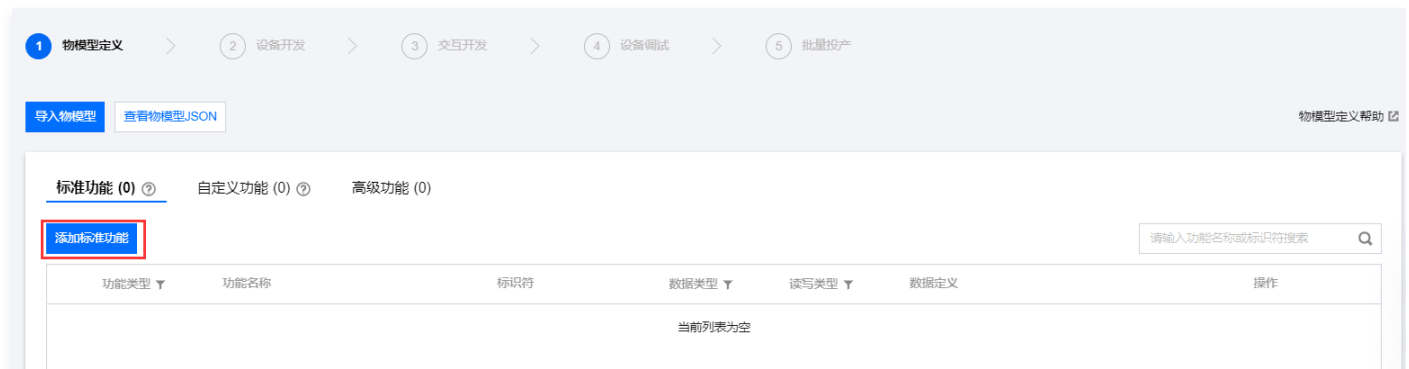 1 物模型定义 2 设备开发 3 交互开发 4 设备调试 5 批量投产
导入物模型 查看物模型JSON 物模型定义帮助
标准功能 (0) 自定义功能 (0) 高级功能 (0)
添加标准功能 请输入功能名称或标识符搜索
功能类型 功能名称 标识符 数据类型 读写类型 数据定义 操作
当前列表为空